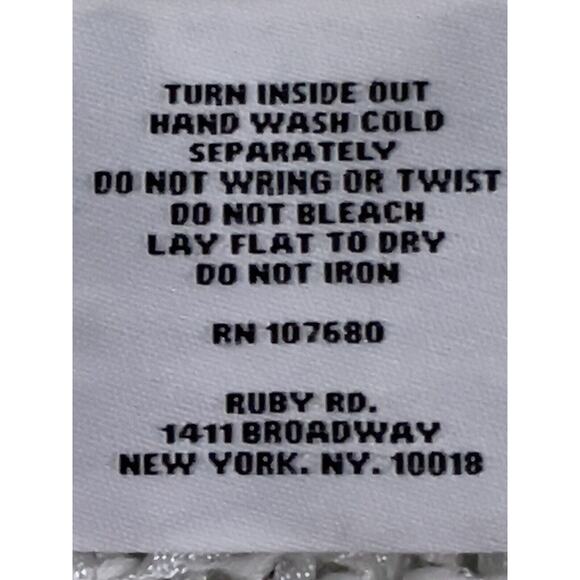 TURN INSIDE OUT
HAND WASH COLD
SEPARATELY
DO NOT WRING OR TWIST
DO NOT BLEACH
LAY FLAT TO DRY
DO NOT IRON
RN 107680
RUBY RD.
1411 BROADWAY
NEW YORK. NY. 10018